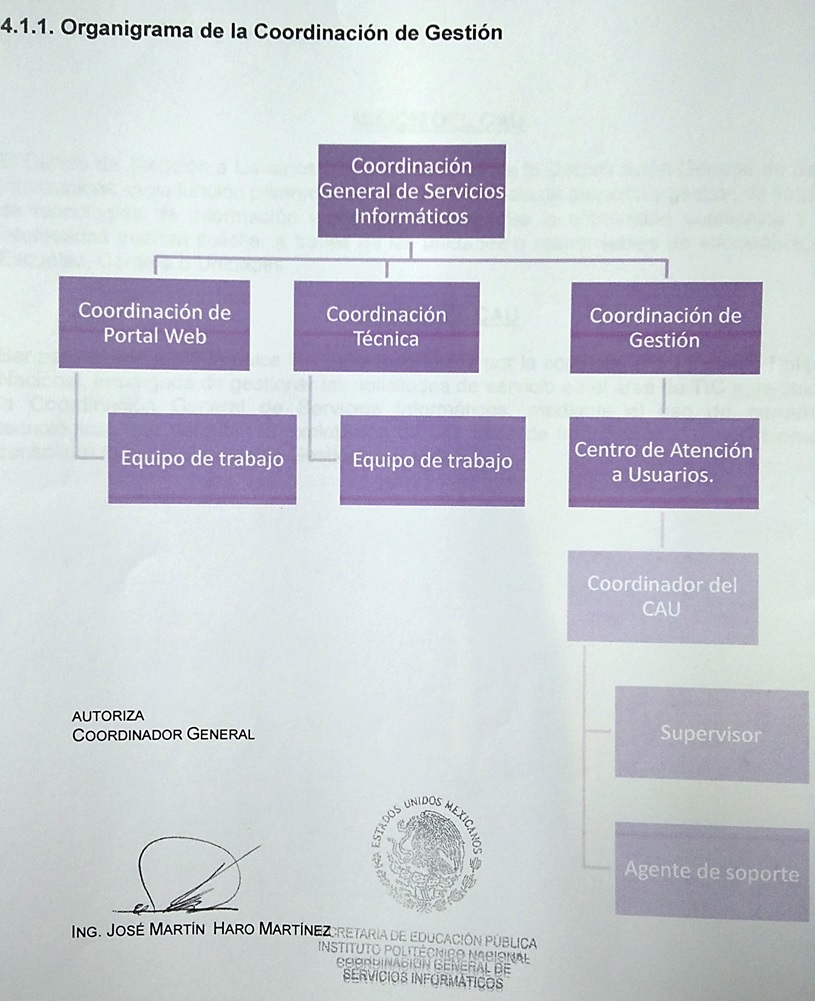 4.1.1. Organigrama de la Coordinación de Gestión
Coordinación
General de Servicios
Informáticos
Coordinación de
Portal Web
Coordinación
Técnica
Coordinación de
Gestión
Equipo de trabajo
Equipo de trabajo
Centro de Atención
a Usuarios.
Coordinador del
CAU
Supervisor
Agente de soporte
AUTORIZA
COORDINADOR GENERAL
ESTADOS UNIDOS MEXICANOS
ING. JOSÉ MARTÍN HARO MARTÍNEZ
CRETARIA DE EDUCACIÓN PÚBLICA
INSTITUTO POLITÉCNICO NACIONAL
COORDINACIÓN GENERAL DE
SERVICIOS INFORMÁTICOS